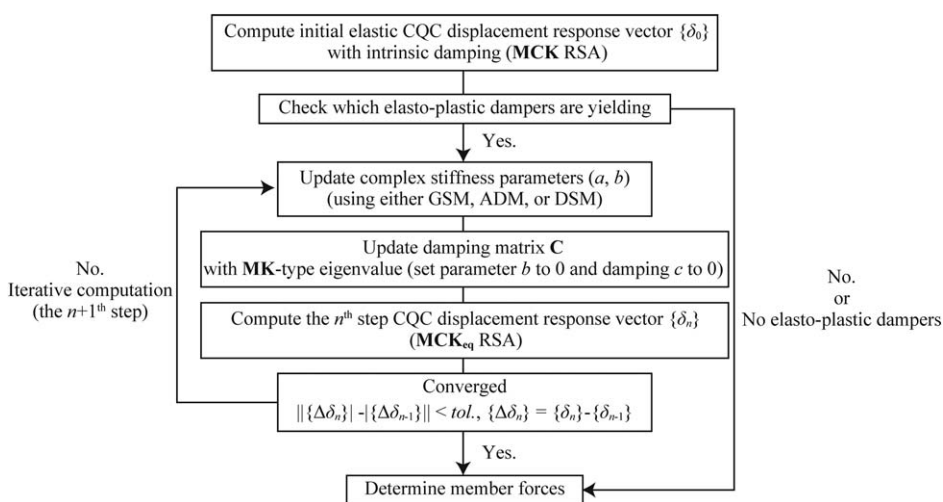 Compute initial elastic CQC displacement response vector {δ₀}
with intrinsic damping (MCK RSA)
Check which elasto-plastic dampers are yielding
Yes.
Update complex stiffness parameters (a, b)
(using either GSM, ADM, or DSM)
Update damping matrix C
with MK-type eigenvalue (set parameter b to 0 and damping c to 0)
No.
Iterative computation
(the n+1ᵗʰ step)
No.
or
No elasto-plastic dampers
Compute the nᵗʰ step CQC displacement response vector {δₙ}
(MCK_eq RSA)
Converged
||{Δδₙ}| -|{Δδₙ₋₁}|| < tol., {Δδₙ} = {δₙ}-{δₙ₋₁}
Yes.
Determine member forces